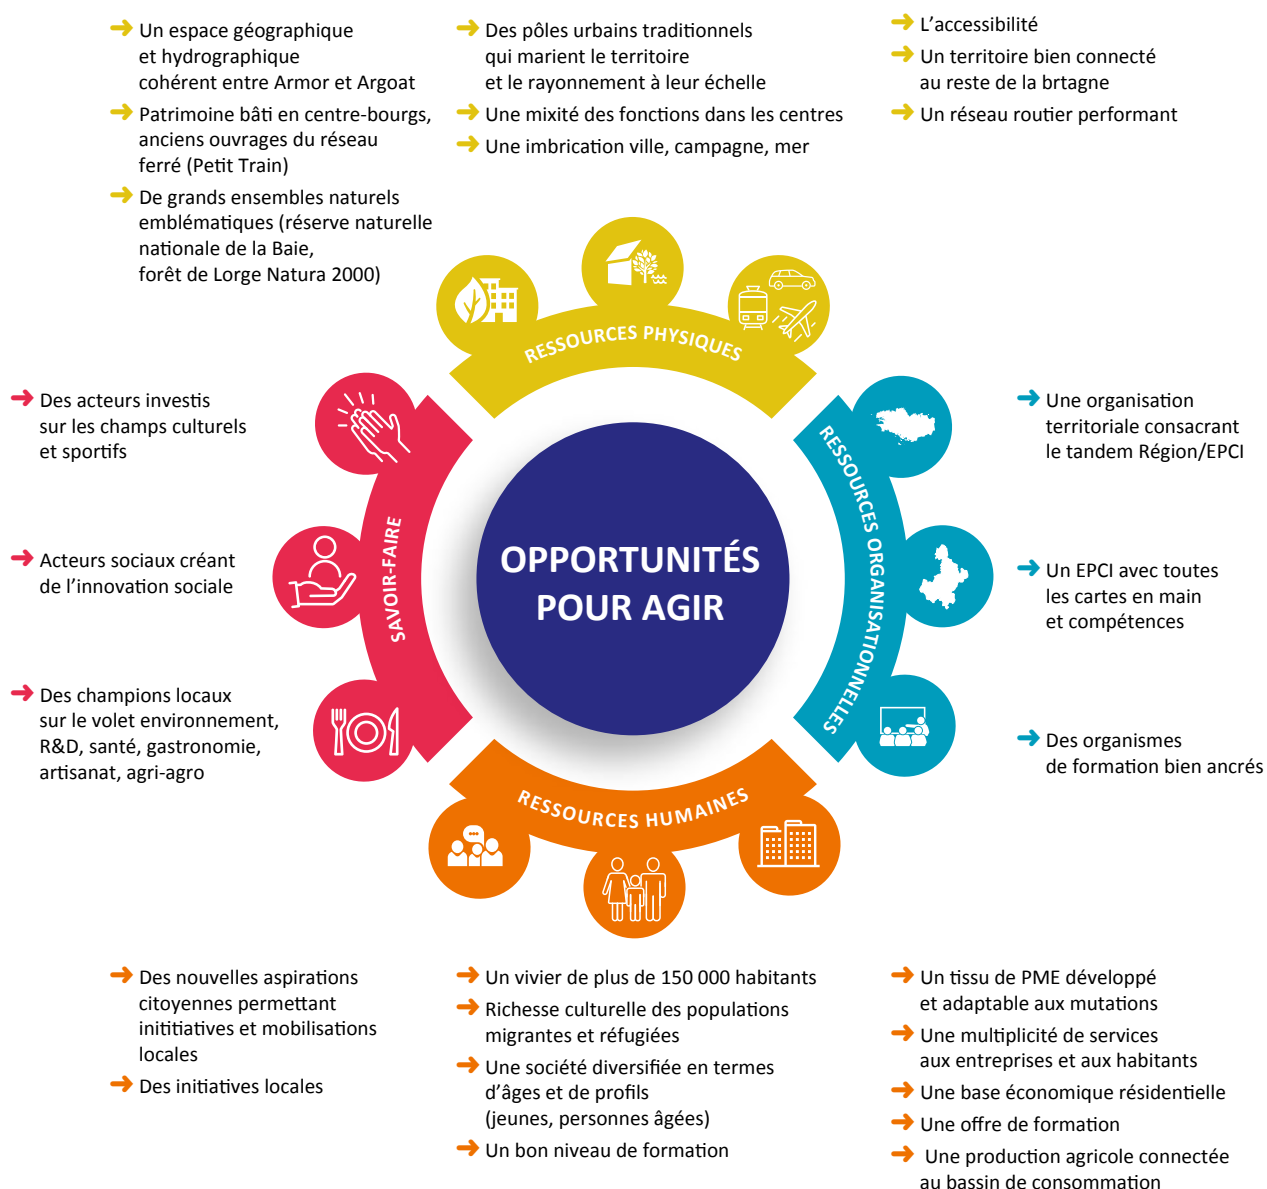 Un espace géographique
et hydrographique
cohérent entre Armor et Argoat
Patrimoine bâti en centre-bourgs,
anciens ouvrages du réseau
ferré (Petit Train)
De grands ensembles naturels
emblématiques (réserve naturelle
nationale de la Baie,
forêt de Lorge Natura 2000)
Des pôles urbains traditionnels
qui marient le territoire
et le rayonnement à leur échelle
Une mixité des fonctions dans les centres
Une imbrication ville, campagne, mer
L'accessibilité
Un territoire bien connecté
au reste de la brtagne
Un réseau routier performant
RESSOURCES PHYSIQUES
Des acteurs investis
sur les champs culturels
et sportifs
Acteurs sociaux créant
de l'innovation sociale
Des champions locaux
sur le volet environnement,
R&D, santé, gastronomie,
artisanat, agri-agro
SAVOIR-FAIRE
OPPORTUNITÉS
POUR AGIR
RESSOURCES ORGANISATIONNELLES
Une organisation
territoriale consacrant
le tandem Région/EPCI
Un EPCI avec toutes
les cartes en main
et compétences
Des organismes
de formation bien ancrés
RESSOURCES HUMAINES
Des nouvelles aspirations
citoyennes permettant
inititiatives et mobilisations
locales
Des initiatives locales
Un vivier de plus de 150 000 habitants
Richesse culturelle des populations
migrantes et réfugiées
Une société diversifiée en termes
d'âges et de profils
(jeunes, personnes âgées)
Un bon niveau de formation
Un tissu de PME développé
et adaptable aux mutations
Une multiplicité de services
aux entreprises et aux habitants
Une base économique résidentielle
Une offre de formation
Une production agricole connectée
au bassin de consommation